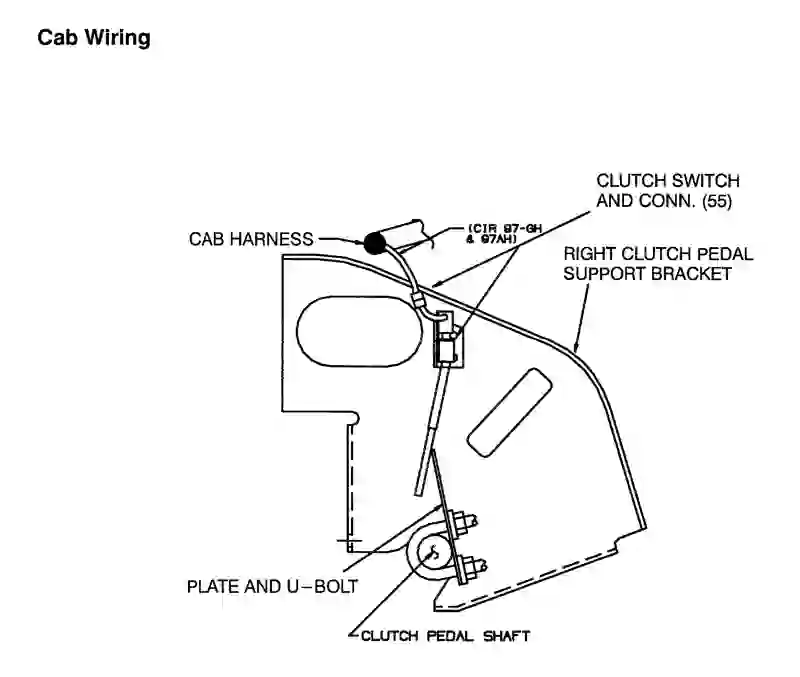 Cab Wiring
CLUTCH SWITCH
AND CONN. (55)
(CIR 97-GH
& 97AH)
CAB HARNESS
RIGHT CLUTCH PEDAL
SUPPORT BRACKET
PLATE AND U-BOLT
CLUTCH PEDAL SHAFT